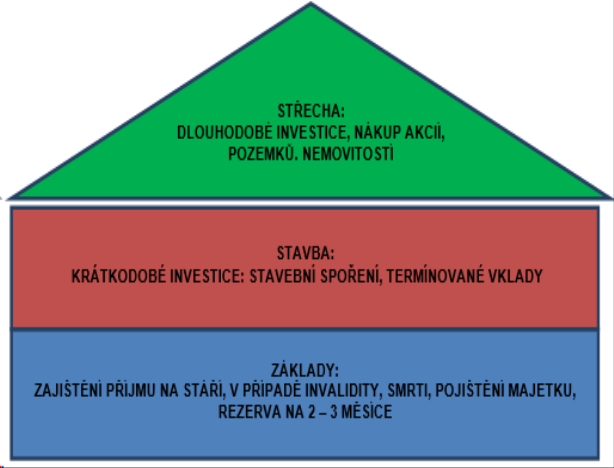 STŘECHA:
DLOUHODOBÉ INVESTICE, NÁKUP AKCIÍ,
POZEMKŮ. NEMOVITOSTÍ
STAVBA:
KRÁTKODOBÉ INVESTICE: STAVEBNÍ SPOŘENÍ, TERMÍNOVANÉ VKLADY
ZÁKLADY:
ZAJIŠTĚNÍ PŘÍJMU NA STÁŘÍ, V PŘÍPADĚ INVALIDITY, SMRTI, POJIŠTĚNÍ MAJETKU,
REZERVA NA 2 – 3 MĚSÍCE